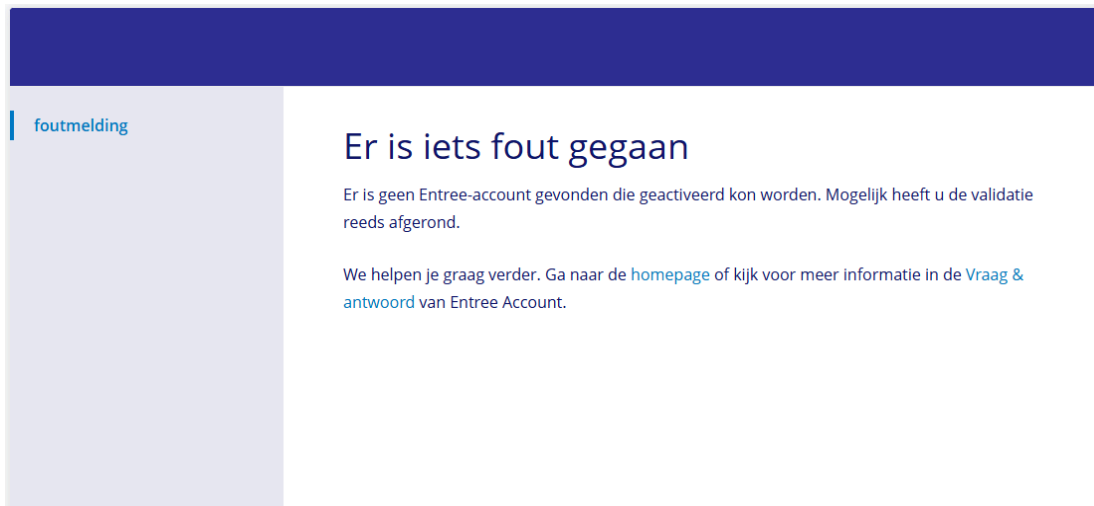 foutmelding
Er is iets fout gegaan
Er is geen Entree-account gevonden die geactiveerd kon worden. Mogelijk heeft u de validatie
reeds afgerond.
We helpen je graag verder. Ga naar de homepage of kijk voor meer informatie in de Vraag &
antwoord van Entree Account.